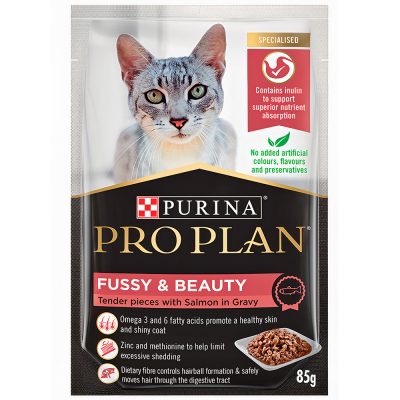 SPECIALISED
Contains inulin
to support
superior nutrient
absorption
No added artificial
colours, flavours
and preservatives
PURINA
PRO PLAN
FUSSY & BEAUTY
Tender pieces with Salmon in Gravy
Omega 3 and 6 fatty acids promote a healthy skin
and shiny coat
Zinc and methionine to help limit
excessive shedding
Dietary fibre controls hairball formation & safely
moves hair through the digestive tract
85g